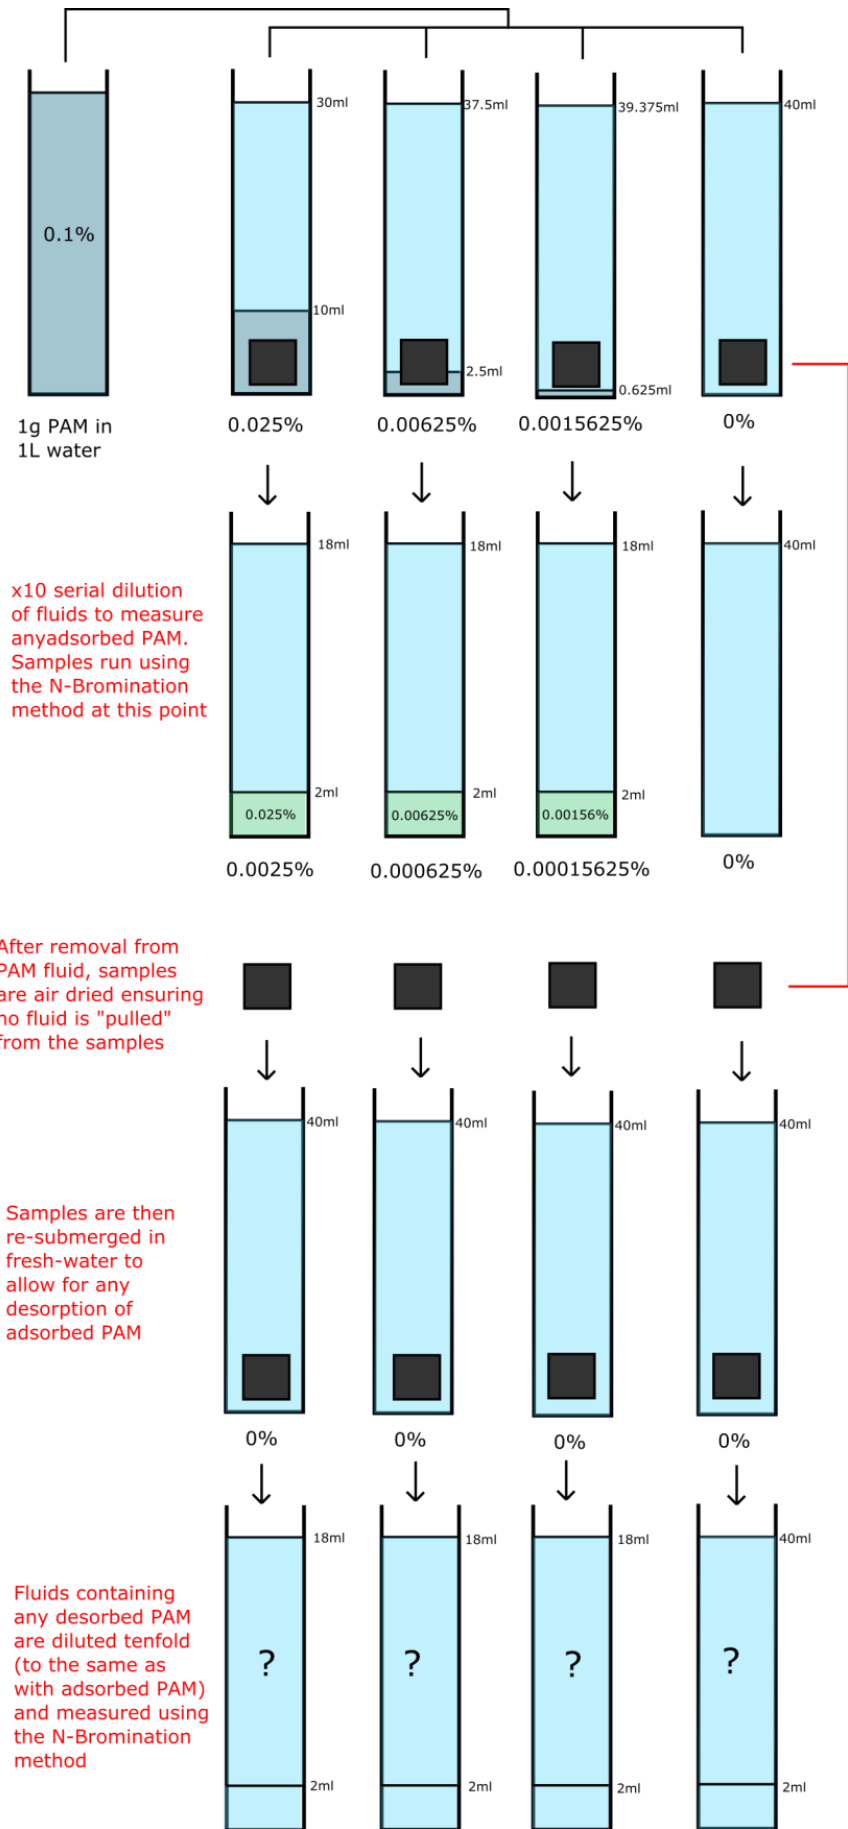 30ml
37.5ml
39.375ml
40ml
0.1%
10ml
2.5ml
0.625ml
1g PAM in
1L water
0.025%
0.00625%
0.0015625%
0%
18ml
18ml
18ml
40ml
x10 serial dilution
of fluids to measure
anyadsorbed PAM.
Samples run using
the N-Bromination
method at this point
2ml
2ml
2ml
0.025%
0.00625%
0.00156%
0.0025%
0.000625%
0.00015625%
0%
After removal from
PAM fluid, samples
are air dried ensuring
no fluid is "pulled"
from the samples
40ml
40ml
40ml
40ml
Samples are then
re-submerged in
fresh-water to
allow for any
desorption of
adsorbed PAM
0%
0%
0%
0%
18ml
18ml
18ml
40ml
Fluids containing
any desorbed PAM
are diluted tenfold
(to the same as
with adsorbed PAM)
and measured using
the N-Bromination
method
?
?
?
?
2ml
2ml
2ml
2ml